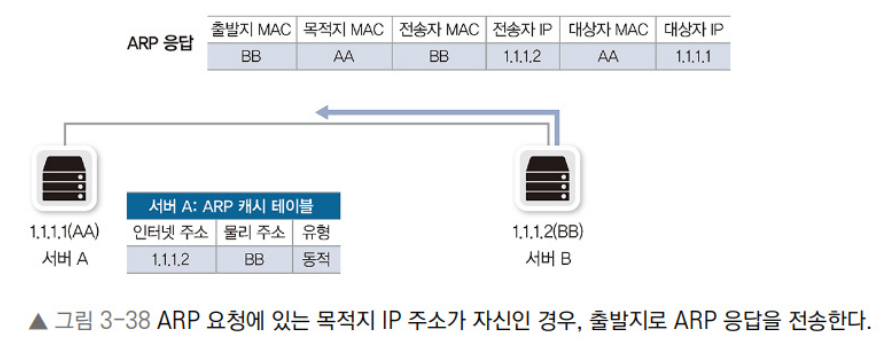 ARP 응답
출발지 MAC 목적지 MAC 전송자 MAC 전송자 IP 대상자 MAC 대상자 IP
BB AA BB 1.1.1.2 AA 1.1.1.1
서버 A: ARP 캐시 테이블
인터넷 주소 물리 주소 유형
1.1.1.2 BB 동적
1.1.1.1(AA)
서버 A
1.1.1.2(BB)
서버 B
▲ 그림 3-38 ARP 요청에 있는 목적지 IP 주소가 자신인 경우, 출발지로 ARP 응답을 전송한다.